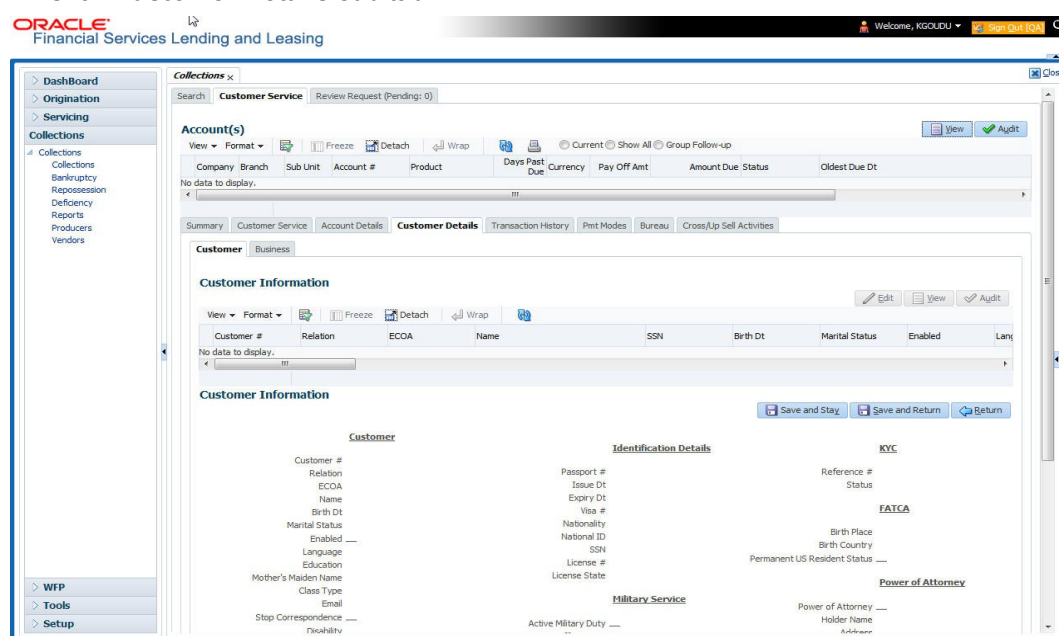 ORACLE
Financial Services Lending and Leasing
Welcome, KGOUDU
Sign Out [QA]
DashBoard
Origination
Servicing
Collections
Collections
Collections
Bankruptcy
Repossession
Deficiency
Reports
Producers
Vendors
WFP
Tools
Setup
Collections
Clos
Search Customer Service Review Request (Pending: 0)
Account(s)
View Audit
View Format Freeze Detach Wrap Current Show All Group Follow-up
Company Branch Sub Unit Account # Product Days Past Due Currency Pay Off Amt Amount Due Status Oldest Due Dt
No data to display.
Summary Customer Service Account Details Customer Details Transaction History Pmt Modes Bureau Cross/Up Sell Activities
Customer Business
Customer Information
Edit View Audit
View Format Freeze Detach Wrap
Customer # Relation ECOA Name SSN Birth Dt Marital Status Enabled Lang
No data to display.
Customer Information
Save and Stay Save and Return Return
Customer
Customer #
Relation
ECOA
Name
Birth Dt
Marital Status
Enabled
Language
Education
Mother's Maiden Name
Class Type
Email
Stop Correspondence
Disability
Identification Details
Passport #
Issue Dt
Expiry Dt
Visa #
Nationality
National ID
SSN
License #
License State
Military Service
Active Military Duty
KYC
Reference #
Status
FATCA
Birth Place
Birth Country
Permanent US Resident Status
Power of Attorney
Power of Attorney
Holder Name
Address